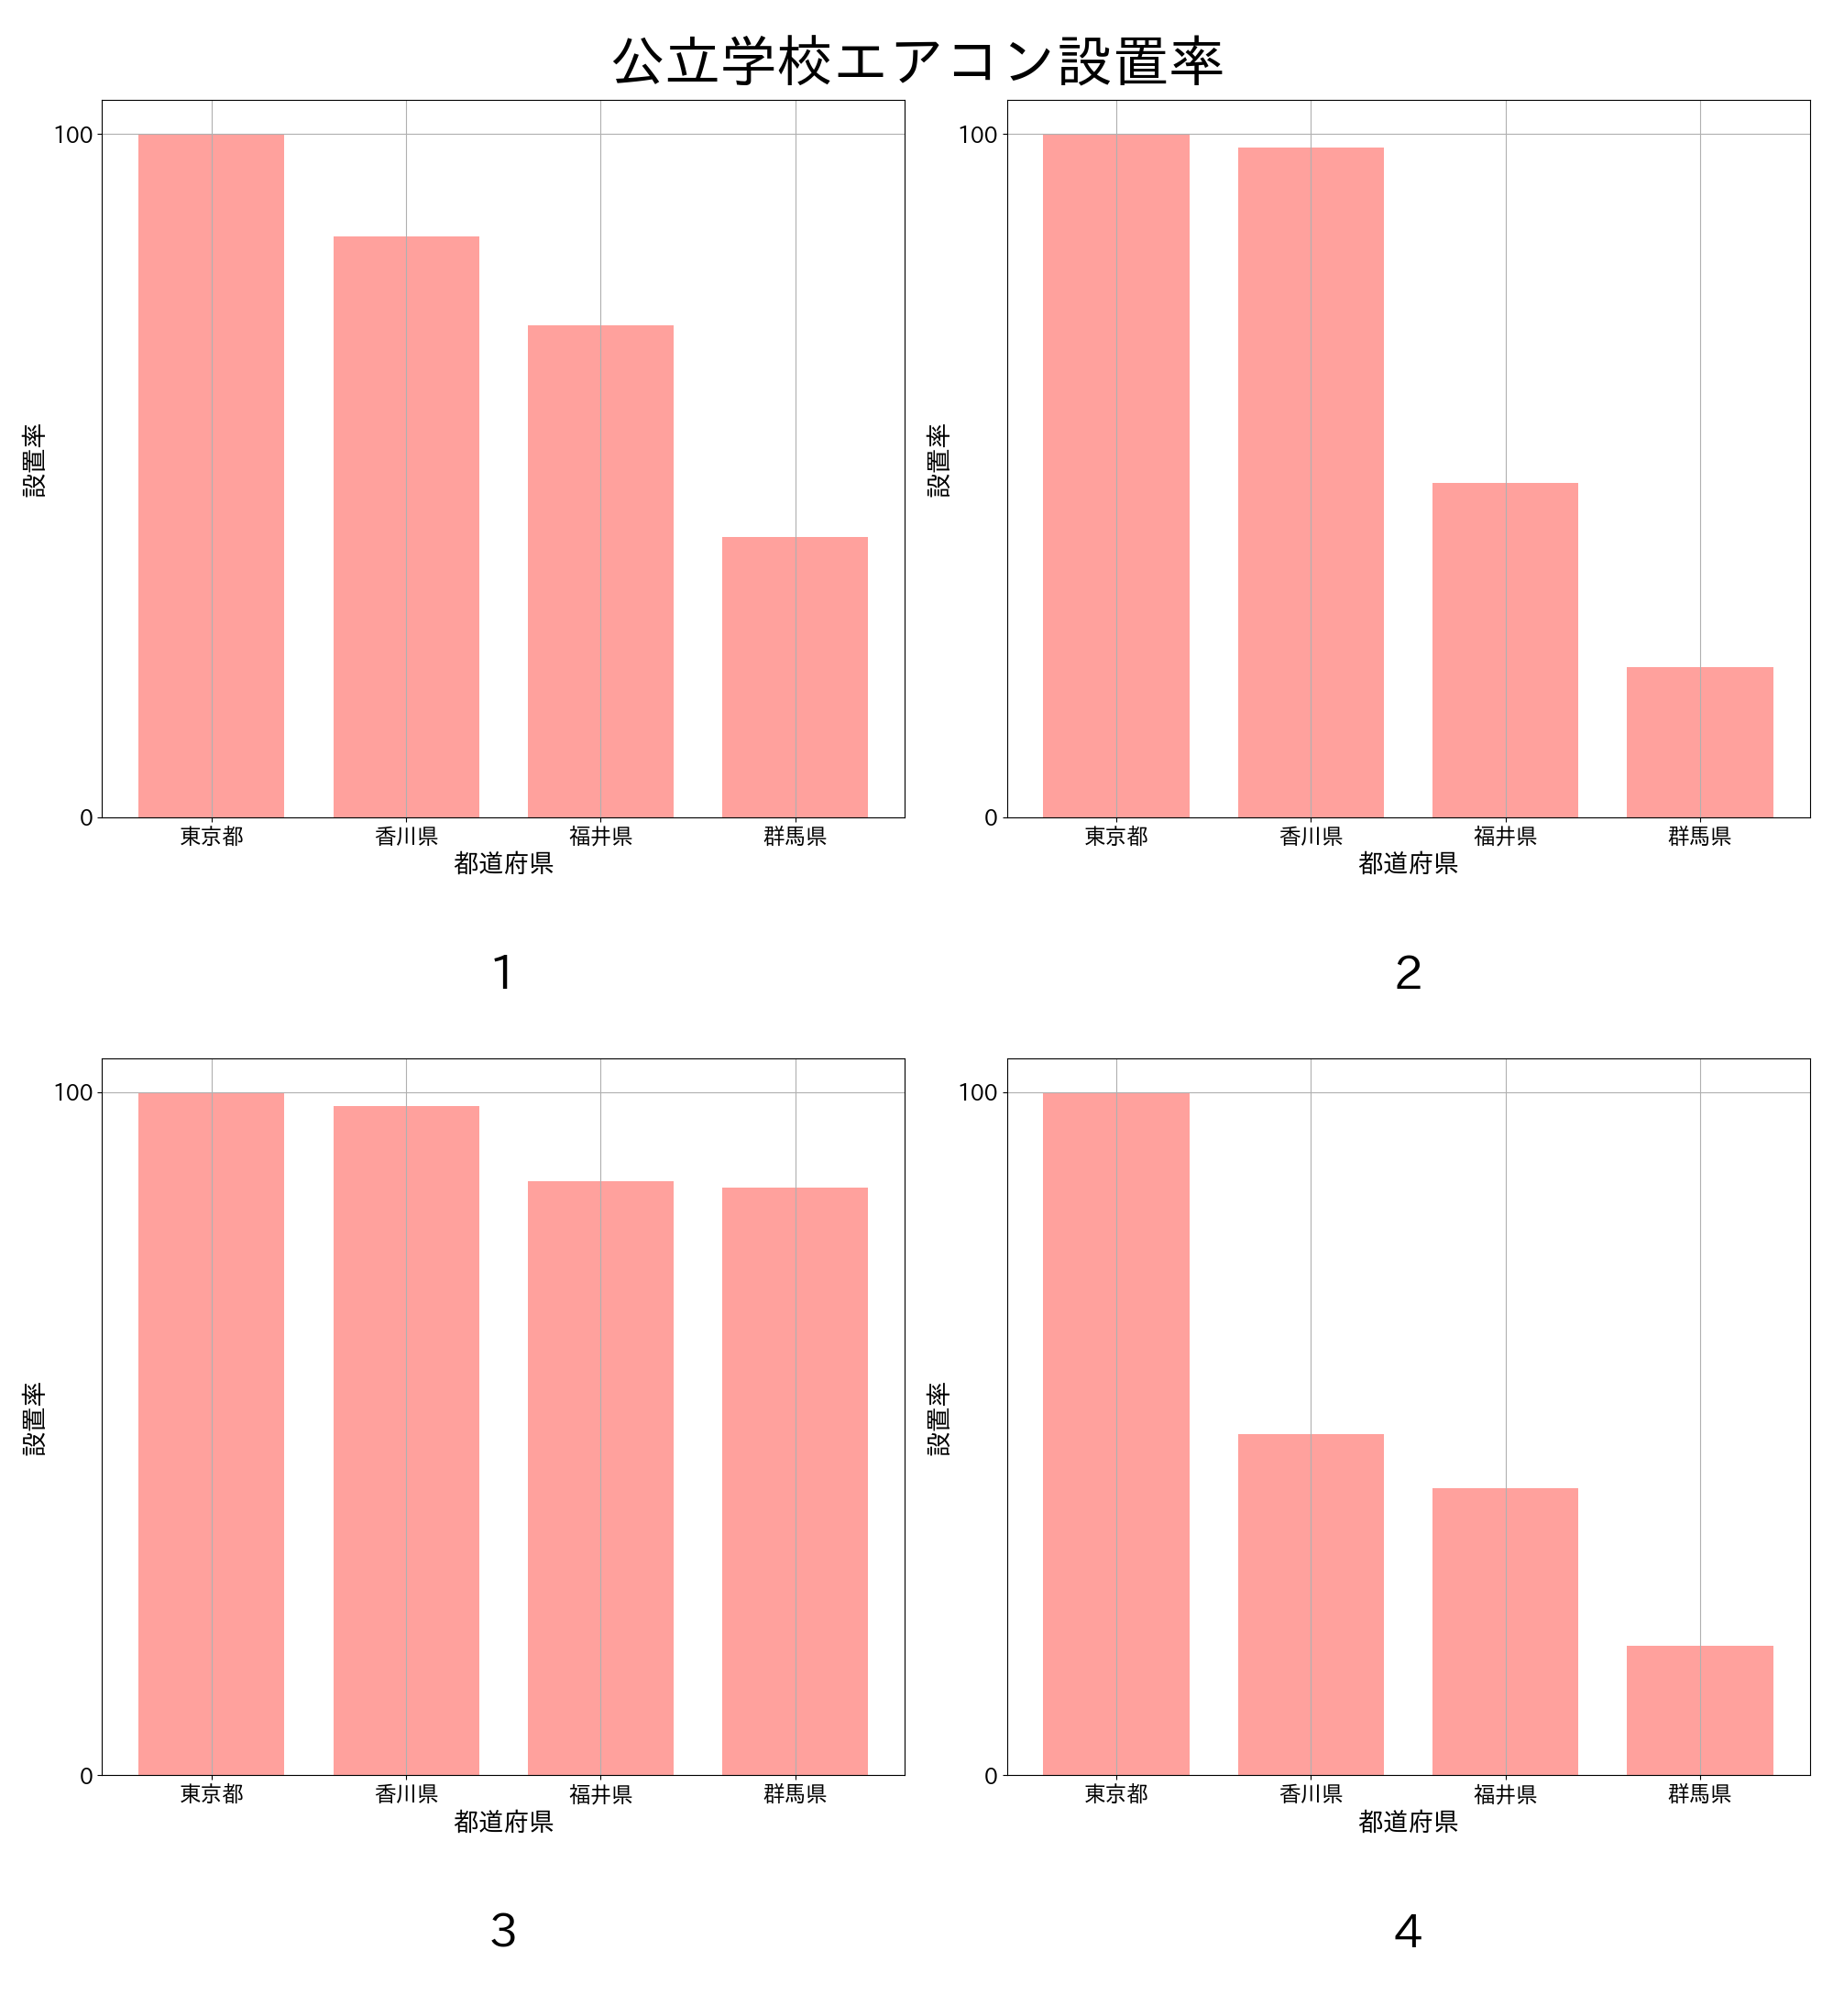 公立学校エアコン設置率
100
0
設置率
東京都 香川県 福井県 群馬県
都道府県
1
100
0
設置率
東京都 香川県 福井県 群馬県
都道府県
2
100
0
設置率
東京都 香川県 福井県 群馬県
都道府県
3
100
0
設置率
東京都 香川県 福井県 群馬県
都道府県
4